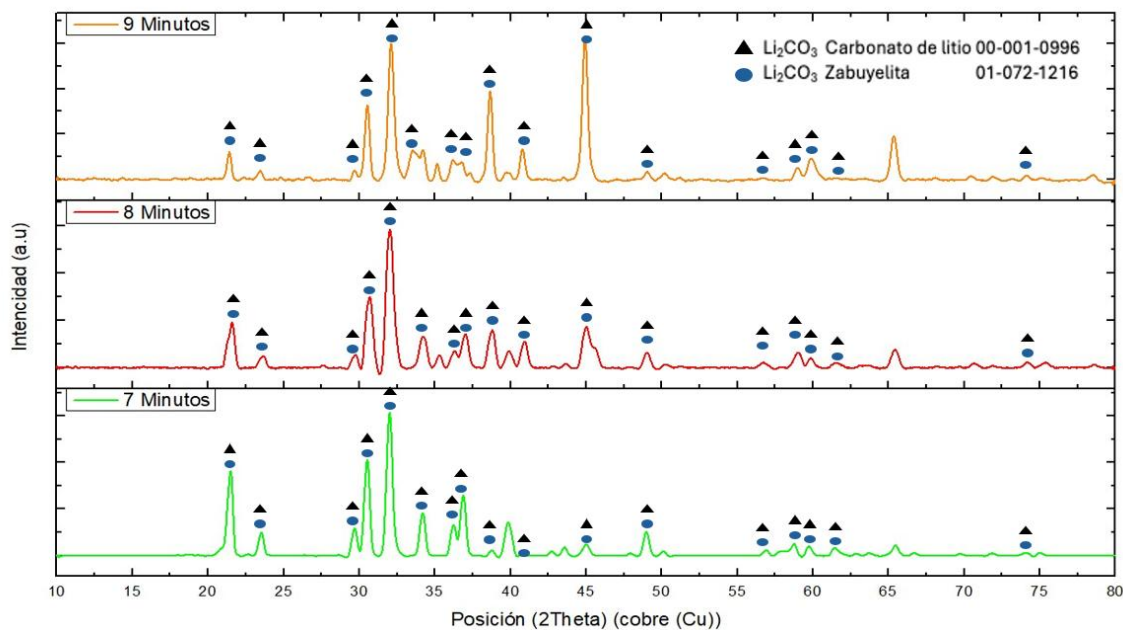 9 Minutos
Li₂CO₃ Carbonato de litio 00-001-0996
Li₂CO₃ Zabuyelita 01-072-1216
8 Minutos
7 Minutos
Intencidad (a.u)
10 15 20 25 30 35 40 45 50 55 60 65 70 75 80
Posición (2Theta) (cobre (Cu))